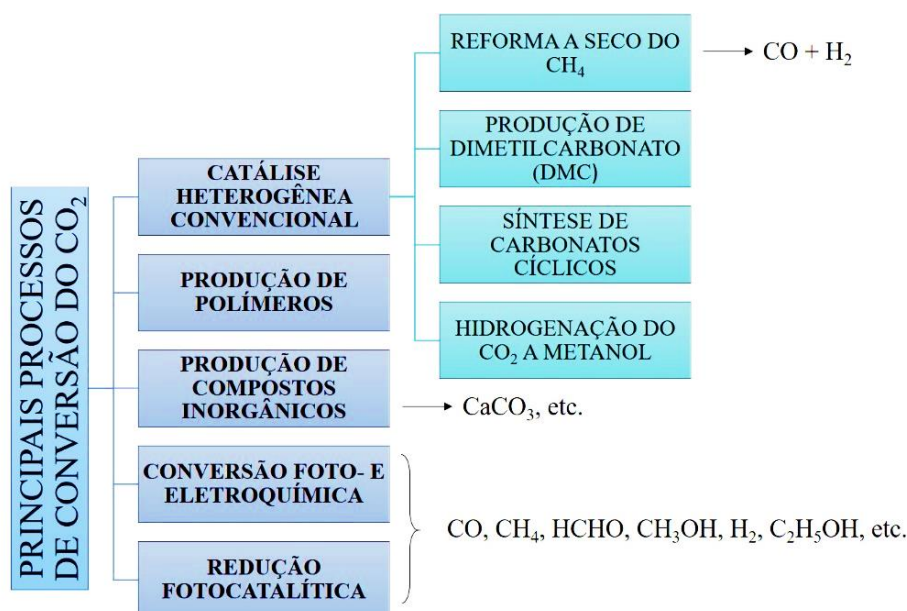 PRINCIPAIS PROCESSOS
DE CONVERSÃO DO CO₂
CATÁLISE
HETEROGÊNEA
CONVENCIONAL
REFORMA A SECO DO
CH₄
CO + H₂
PRODUÇÃO DE
DIMETILCARBONATO
(DMC)
SÍNTESE DE
CARBONATOS
CÍCLICOS
HIDROGENAÇÃO DO
CO₂ A METANOL
PRODUÇÃO DE
POLÍMEROS
PRODUÇÃO DE
COMPOSTOS
INORGÂNICOS
CaCO₃, etc.
CONVERSÃO FOTO- E
ELETROQUÍMICA
REDUÇÃO
FOTOCATALÍTICA
CO, CH₄, HCHO, CH₃OH, H₂, C₂H₅OH, etc.